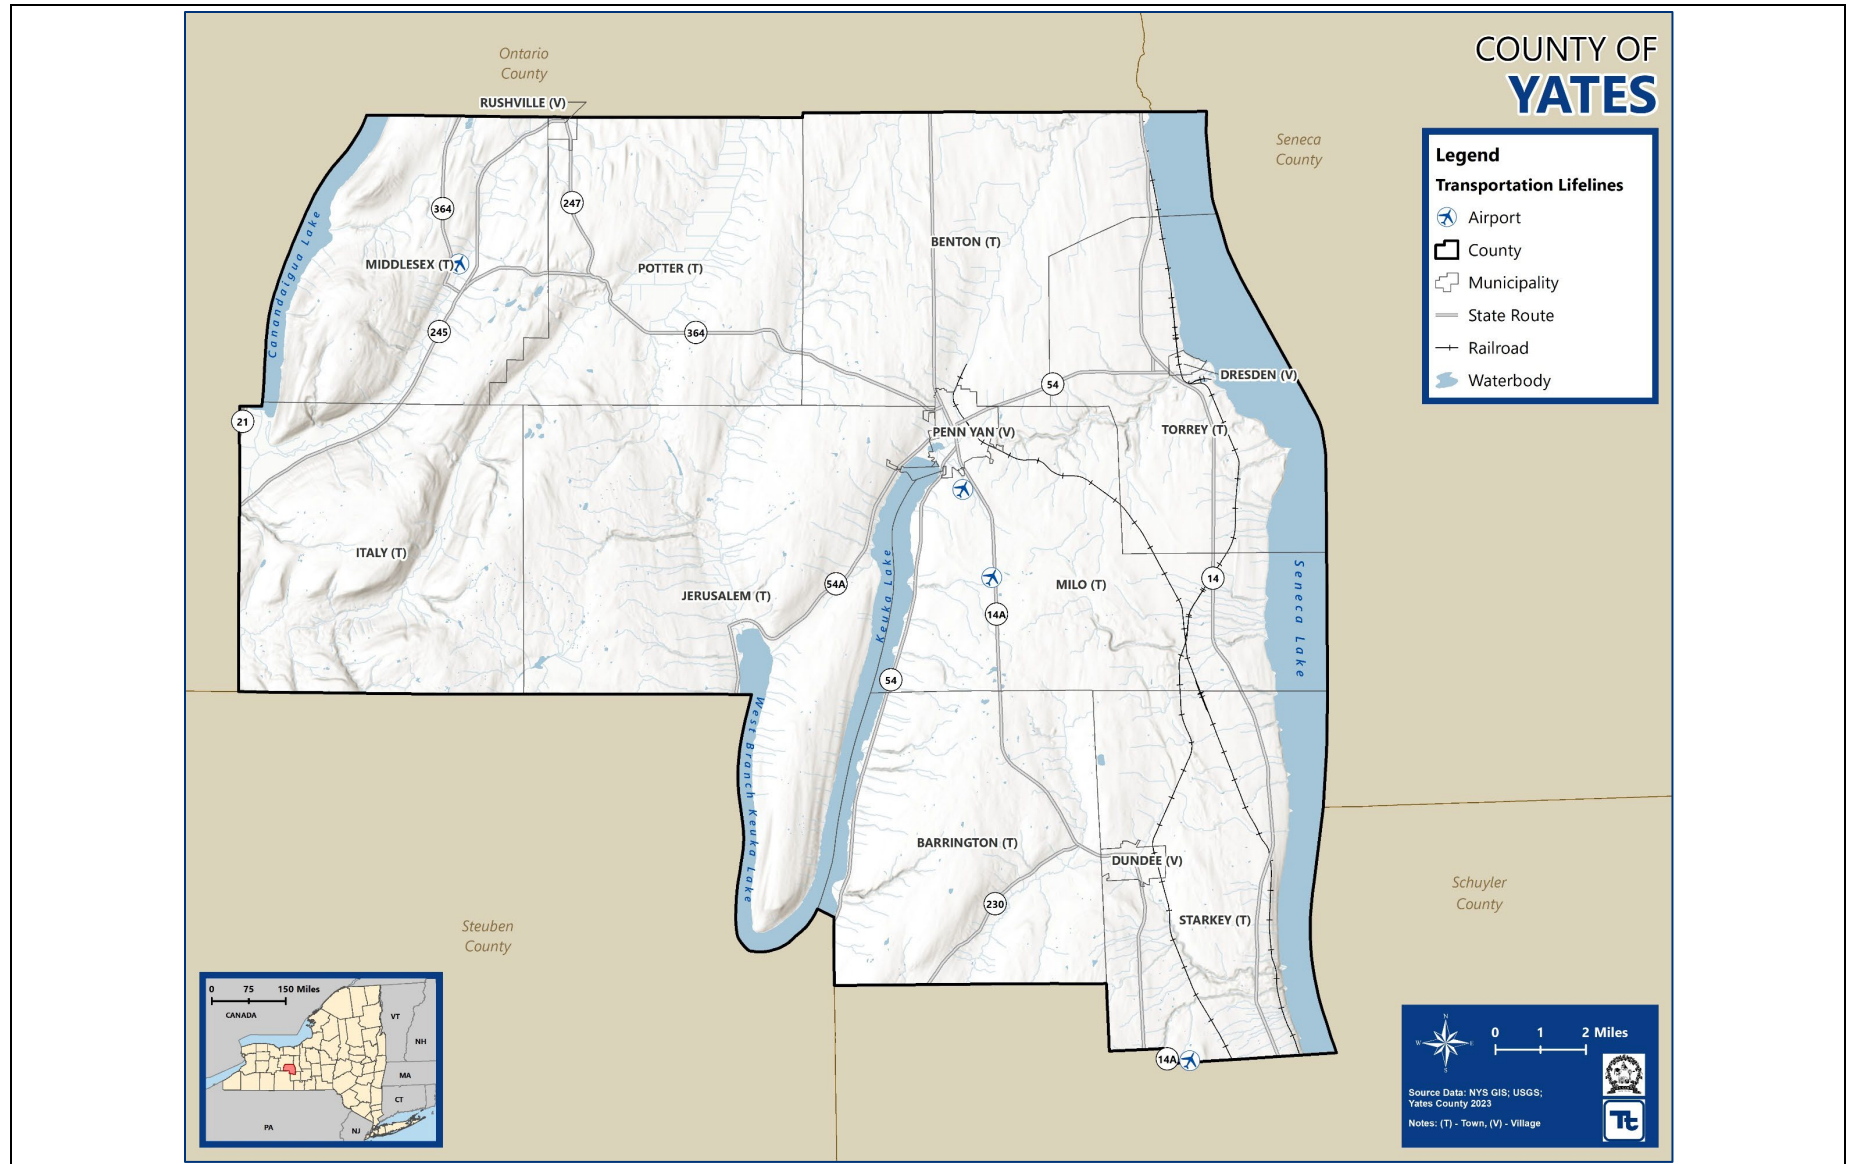 COUNTY OF
YATES
Ontario
County
Seneca
County
RUSHVILLE (V)
Legend
Transportation Lifelines
Airport
County
Municipality
State Route
Railroad
Waterbody
364
247
Canandaigua Lake
MIDDLESEX (T)
POTTER (T)
BENTON (T)
245
364
54
DRESDEN (V)
21
PENN YAN (V)
TORREY (T)
ITALY (T)
JERUSALEM (T)
54A
Keuka Lake
MILO (T)
14
14A
Seneca Lake
54
West Branch Keuka Lake
BARRINGTON (T)
DUNDEE (V)
230
STARKEY (T)
Schuyler
County
Steuben
County
14A
0 75 150 Miles
CANADA
VT
NH
MA
CT
PA
NJ
N
W E
S
0 1 2 Miles
Source Data: NYS GIS; USGS;
Yates County 2023
Notes: (T) - Town, (V) - Village
Tt